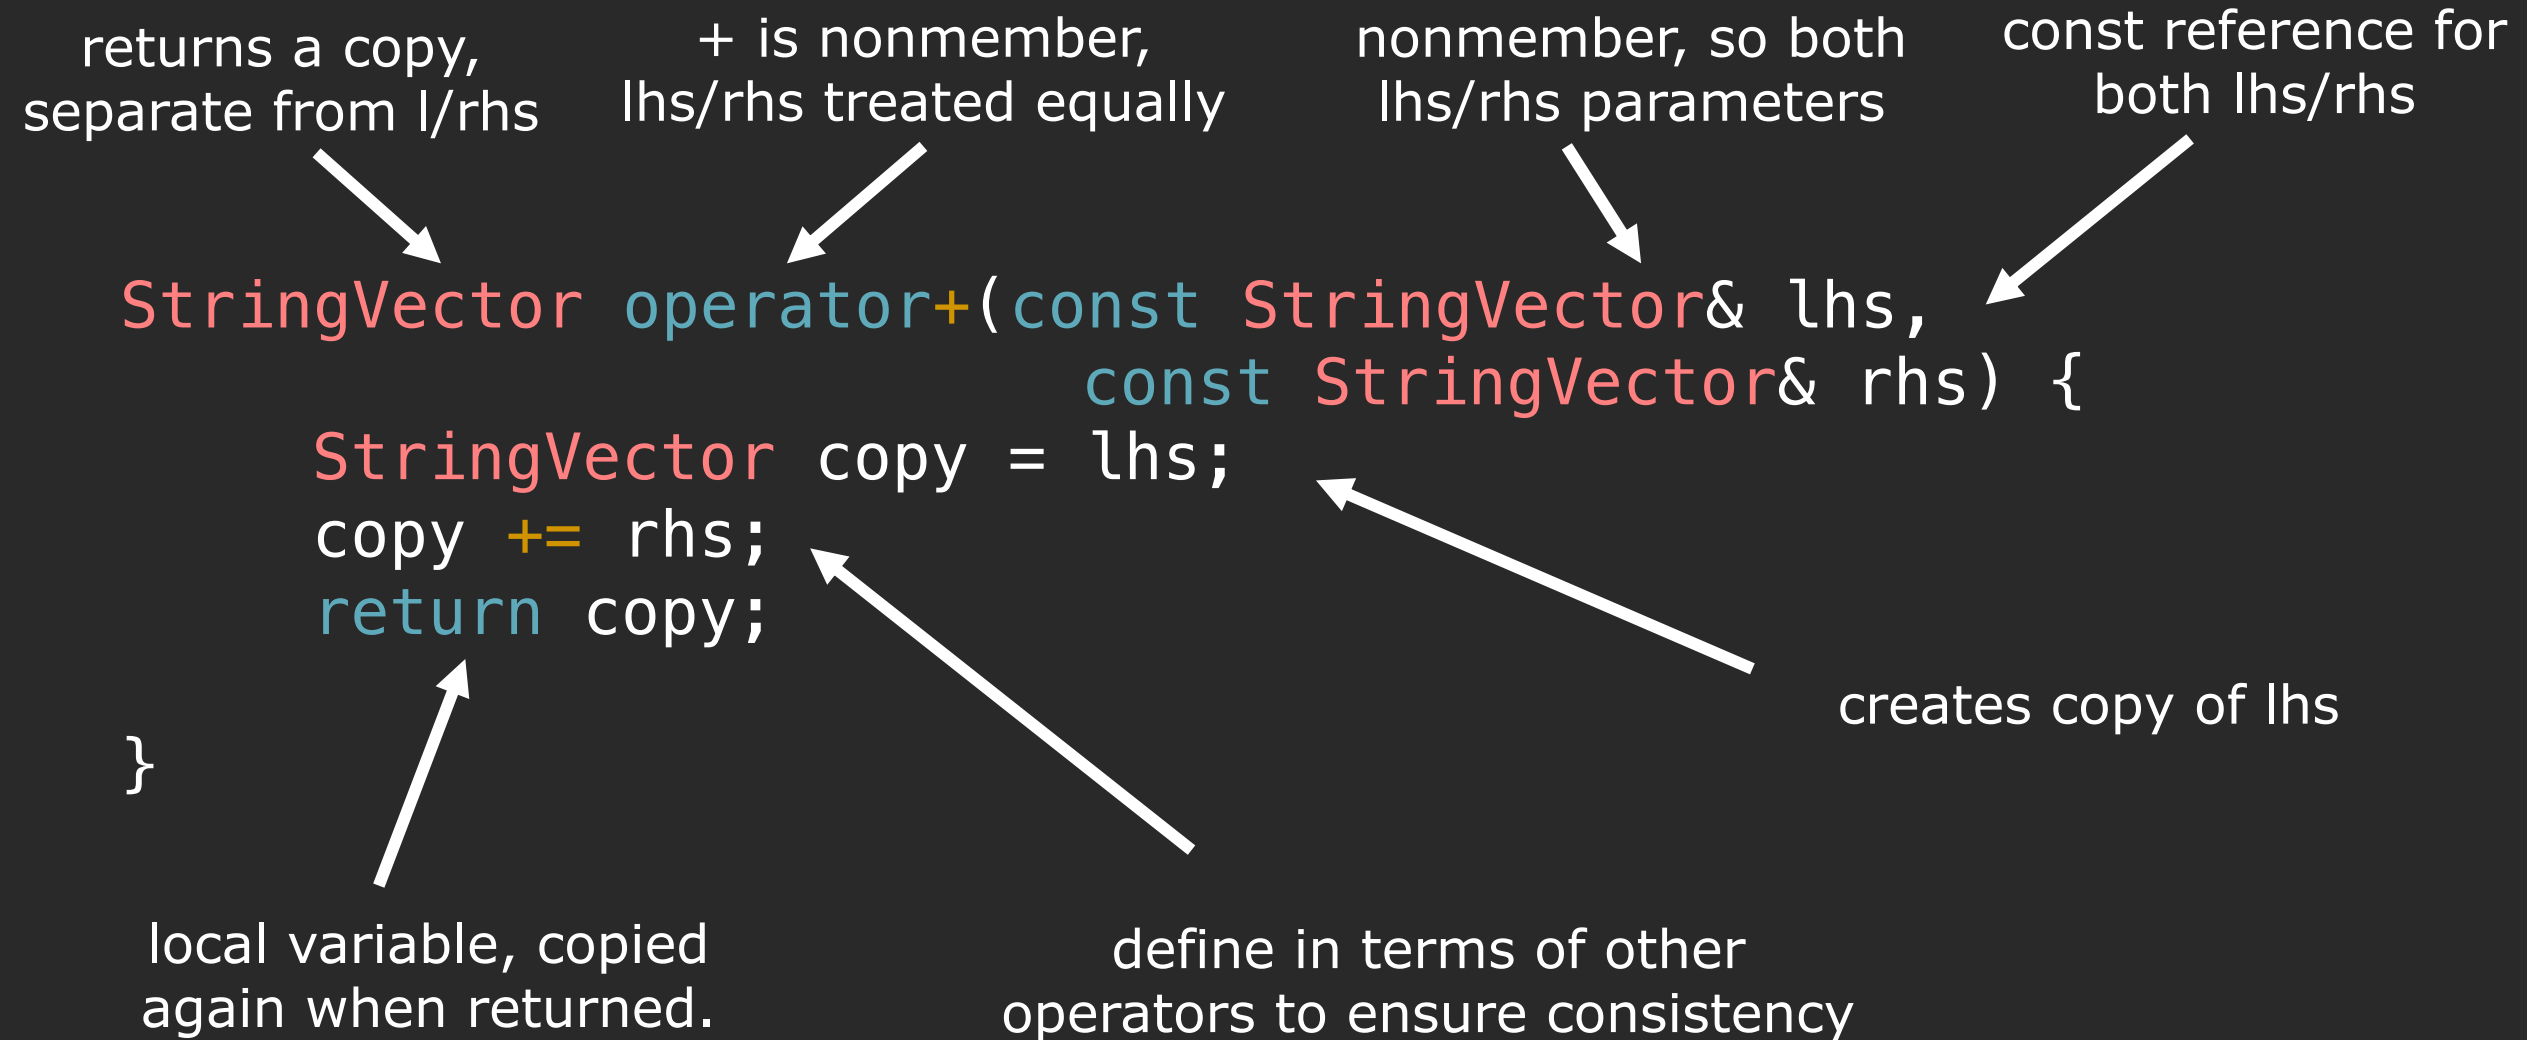 returns a copy,
separate from l/rhs
+ is nonmember,
lhs/rhs treated equally
nonmember, so both
lhs/rhs parameters
const reference for
both lhs/rhs
StringVector operator+(const StringVector& lhs,
const StringVector& rhs) {
StringVector copy = lhs;
copy += rhs;
return copy;
}
creates copy of lhs
local variable, copied
again when returned.
define in terms of other
operators to ensure consistency